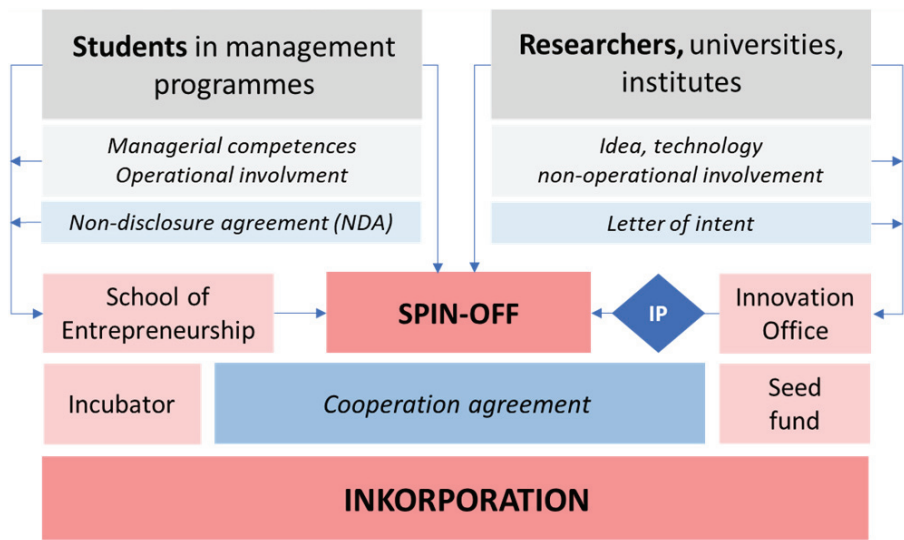 Students in management
programmes
Researchers, universities,
institutes
Managerial competences
Operational involvment
Idea, technology
non-operational involvement
Non-disclosure agreement (NDA)
Letter of intent
School of
Entrepreneurship
SPIN-OFF
IP
Innovation
Office
Incubator
Cooperation agreement
Seed
fund
INKORPORATION